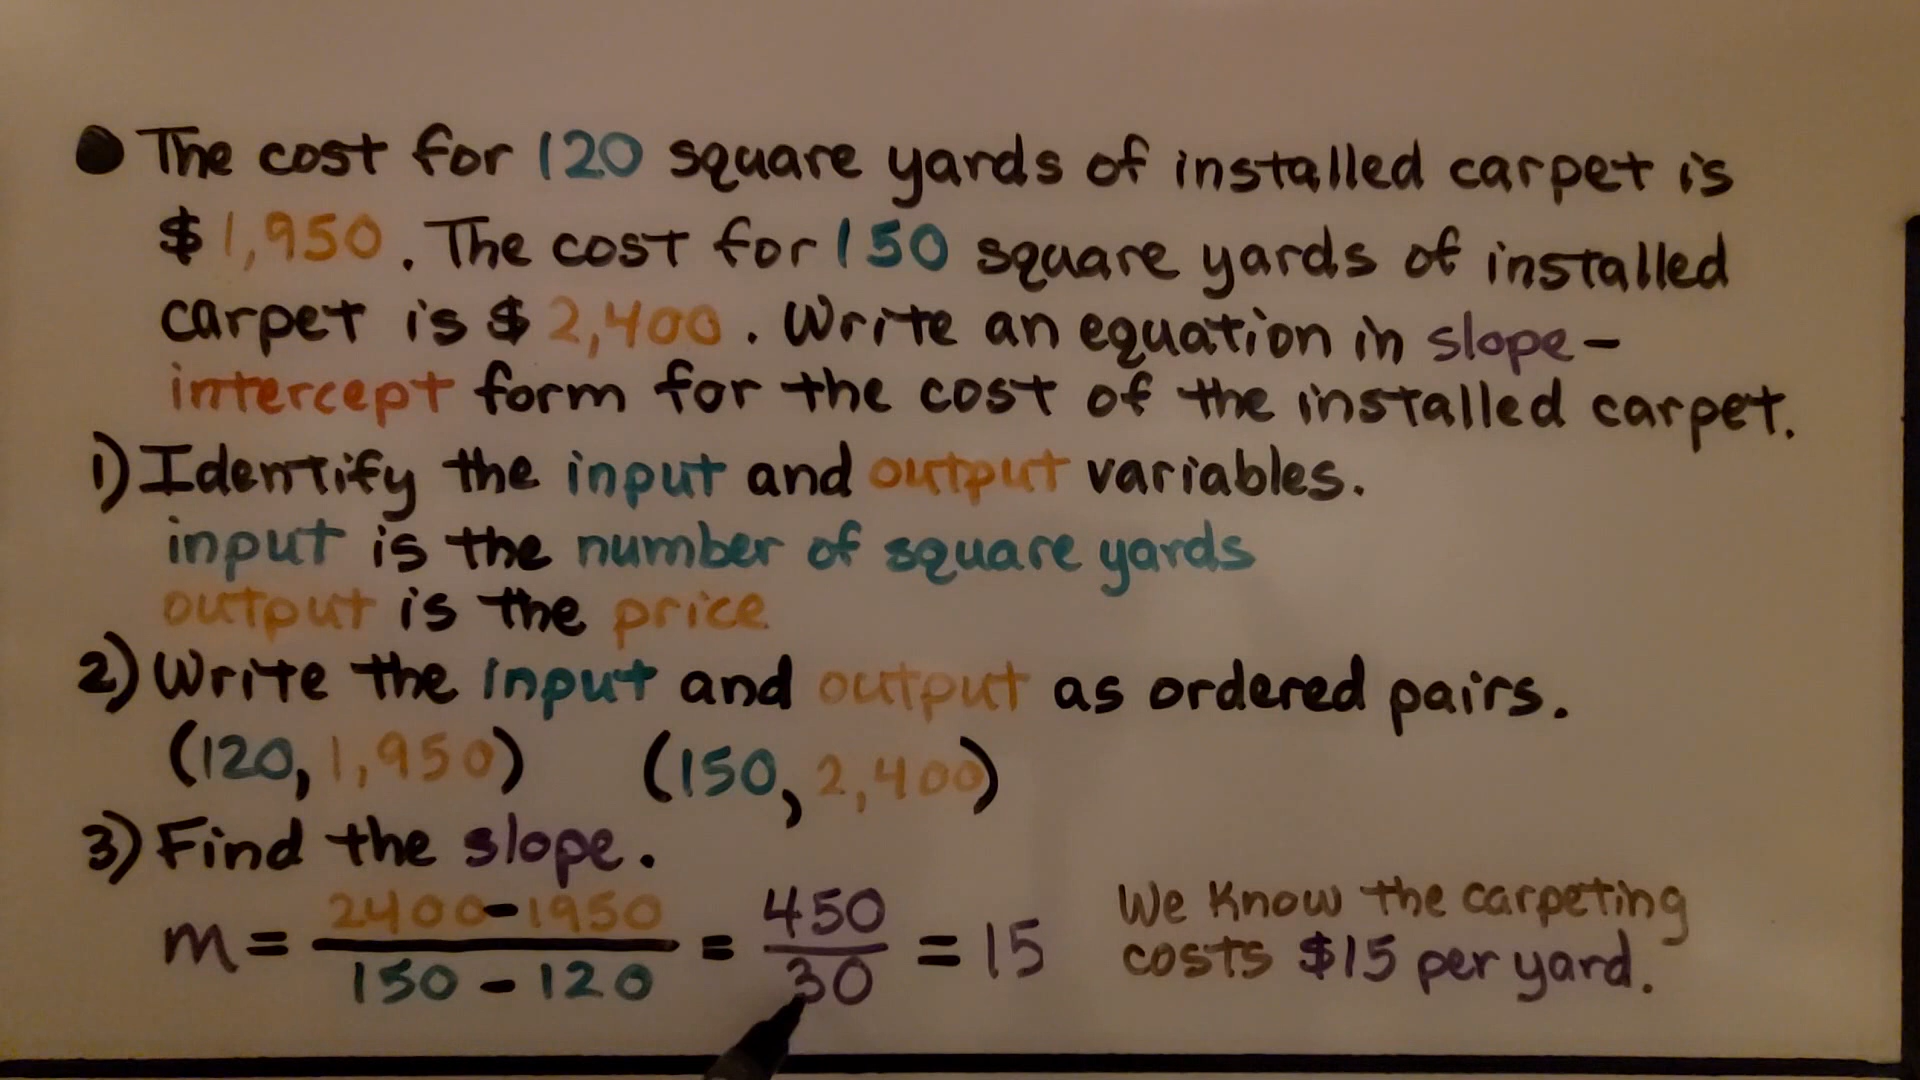 ● The cost for 120 square yards of installed carpet is
$1,950. The cost for 150 square yards of installed
carpet is $2,400. Write an equation in slope-
intercept form for the cost of the installed carpet.
1) Identify the input and output variables.
input is the number of square yards
output is the price
2) Write the input and output as ordered pairs.
(120, 1,950) (150, 2,400)
3) Find the slope.
m = 2400-1950 / 150-120 = 450 / 30 = 15
We know the carpeting
costs $15 per yard.